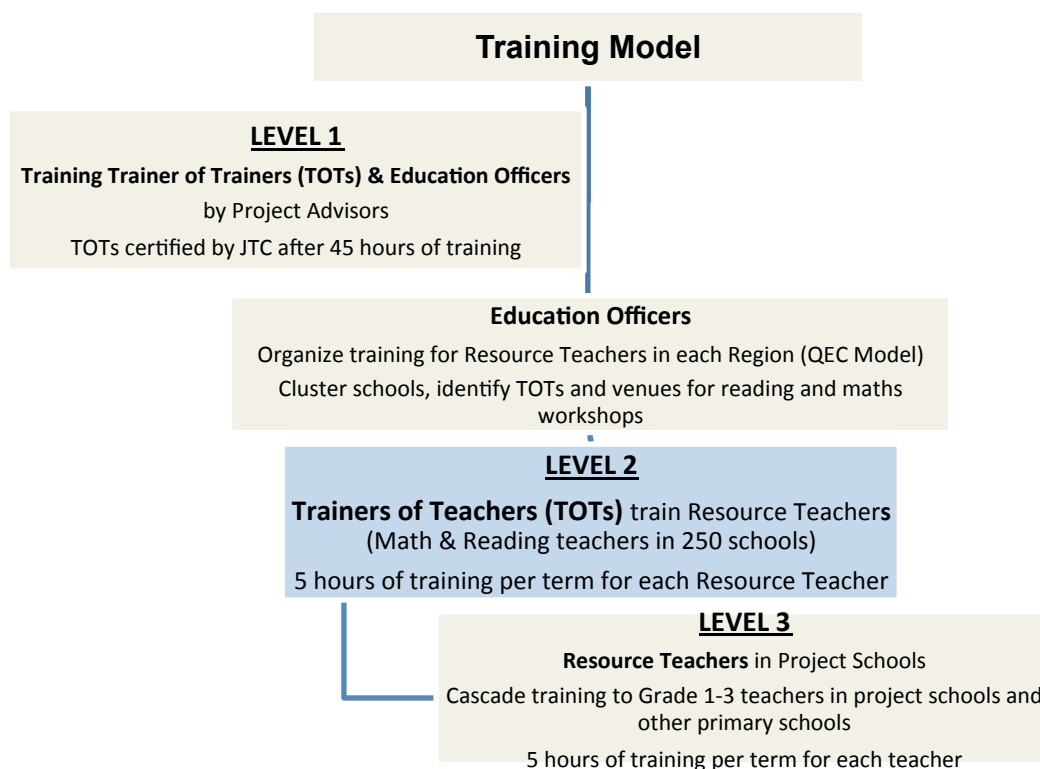 Training Model
LEVEL 1
Training Trainer of Trainers (TOTs) & Education Officers
by Project Advisors
TOTs certified by JTC after 45 hours of training
Education Officers
Organize training for Resource Teachers in each Region (QEC Model)
Cluster schools, identify TOTs and venues for reading and maths
workshops
LEVEL 2
Trainers of Teachers (TOTs) train Resource Teachers
(Math & Reading teachers in 250 schools)
5 hours of training per term for each Resource Teacher
LEVEL 3
Resource Teachers in Project Schools
Cascade training to Grade 1-3 teachers in project schools and
other primary schools
5 hours of training per term for each teacher